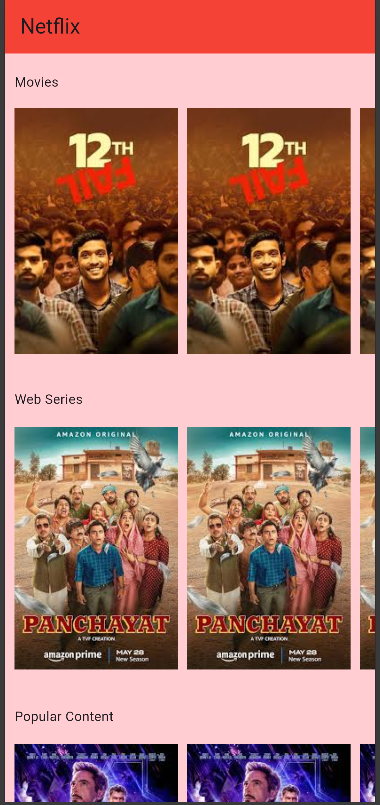 Netflix
Movies
12TH
FAIL
12TH
FAIL
Web Series
AMAZON ORIGINAL
PANCHAYAT
A TVF CREATION
amazon prime | MAY 28
New Season
AMAZON ORIGINAL
PANCHAYAT
A TVF CREATION
amazon prime | MAY 28
New Season
Popular Content